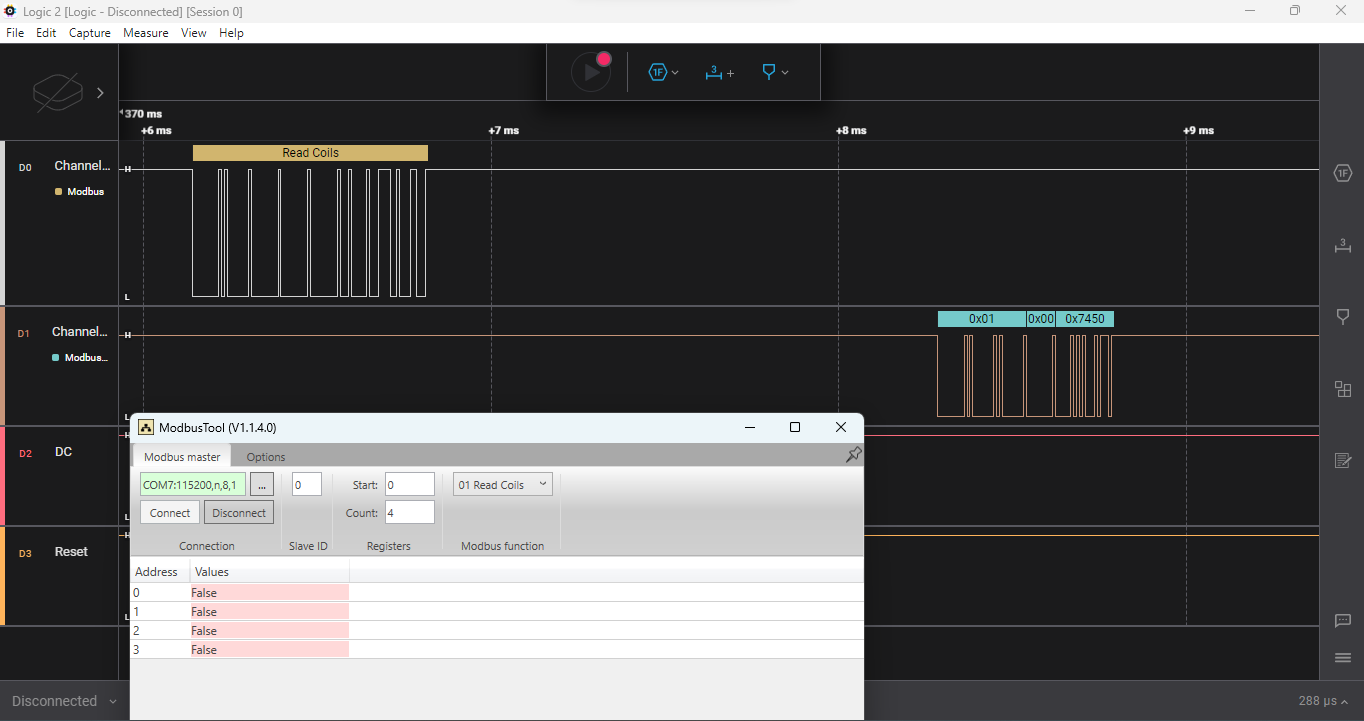 Logic 2 [Logic - Disconnected] [Session 0]
File Edit Capture Measure View Help
1F 3 +
370 ms
+6 ms +7 ms +8 ms +9 ms
Read Coils
D0 Channel... H
Modbus
1F
3
L
0x01 0x00 0x7450
D1 Channel... H
Modbus...
L
ModbusTool (V1.1.4.0)
H
D2 DC
Modbus master Options
COM7:115200,n,8,1 ... 0 Start: 0 01 Read Coils
Connect Disconnect Count: 4
L
H
Connection Slave ID Registers Modbus function
D3 Reset
Address Values
0 False
1 False
L
2 False
3 False
Disconnected 288 µs